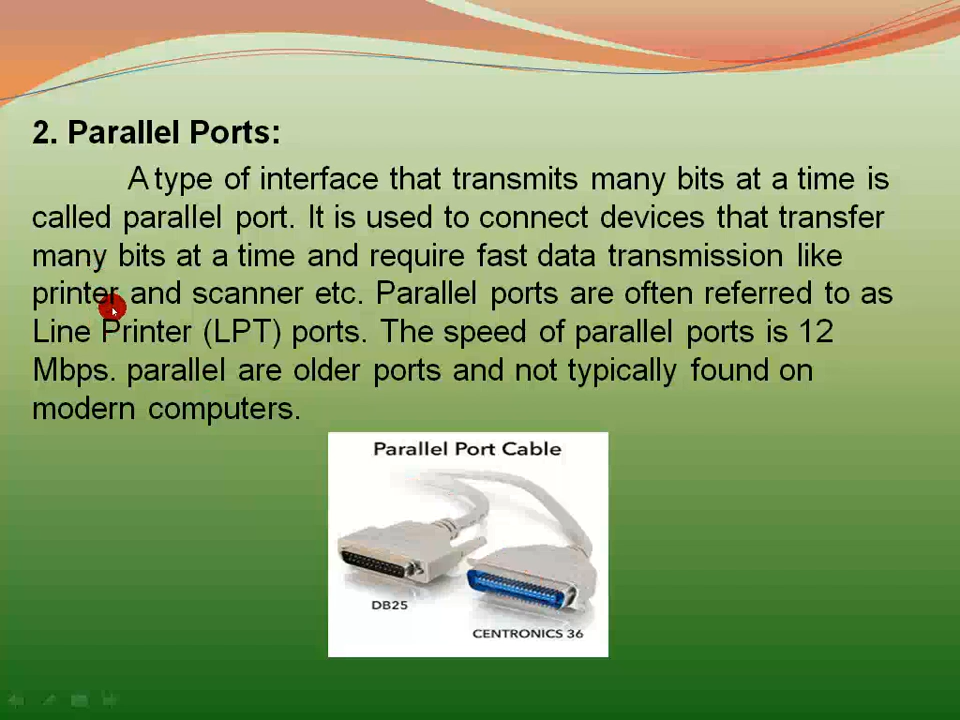 2. Parallel Ports:
A type of interface that transmits many bits at a time is
called parallel port. It is used to connect devices that transfer
many bits at a time and require fast data transmission like
printer and scanner etc. Parallel ports are often referred to as
Line Printer (LPT) ports. The speed of parallel ports is 12
Mbps. parallel are older ports and not typically found on
modern computers.
Parallel Port Cable
DB25
CENTRONICS 36